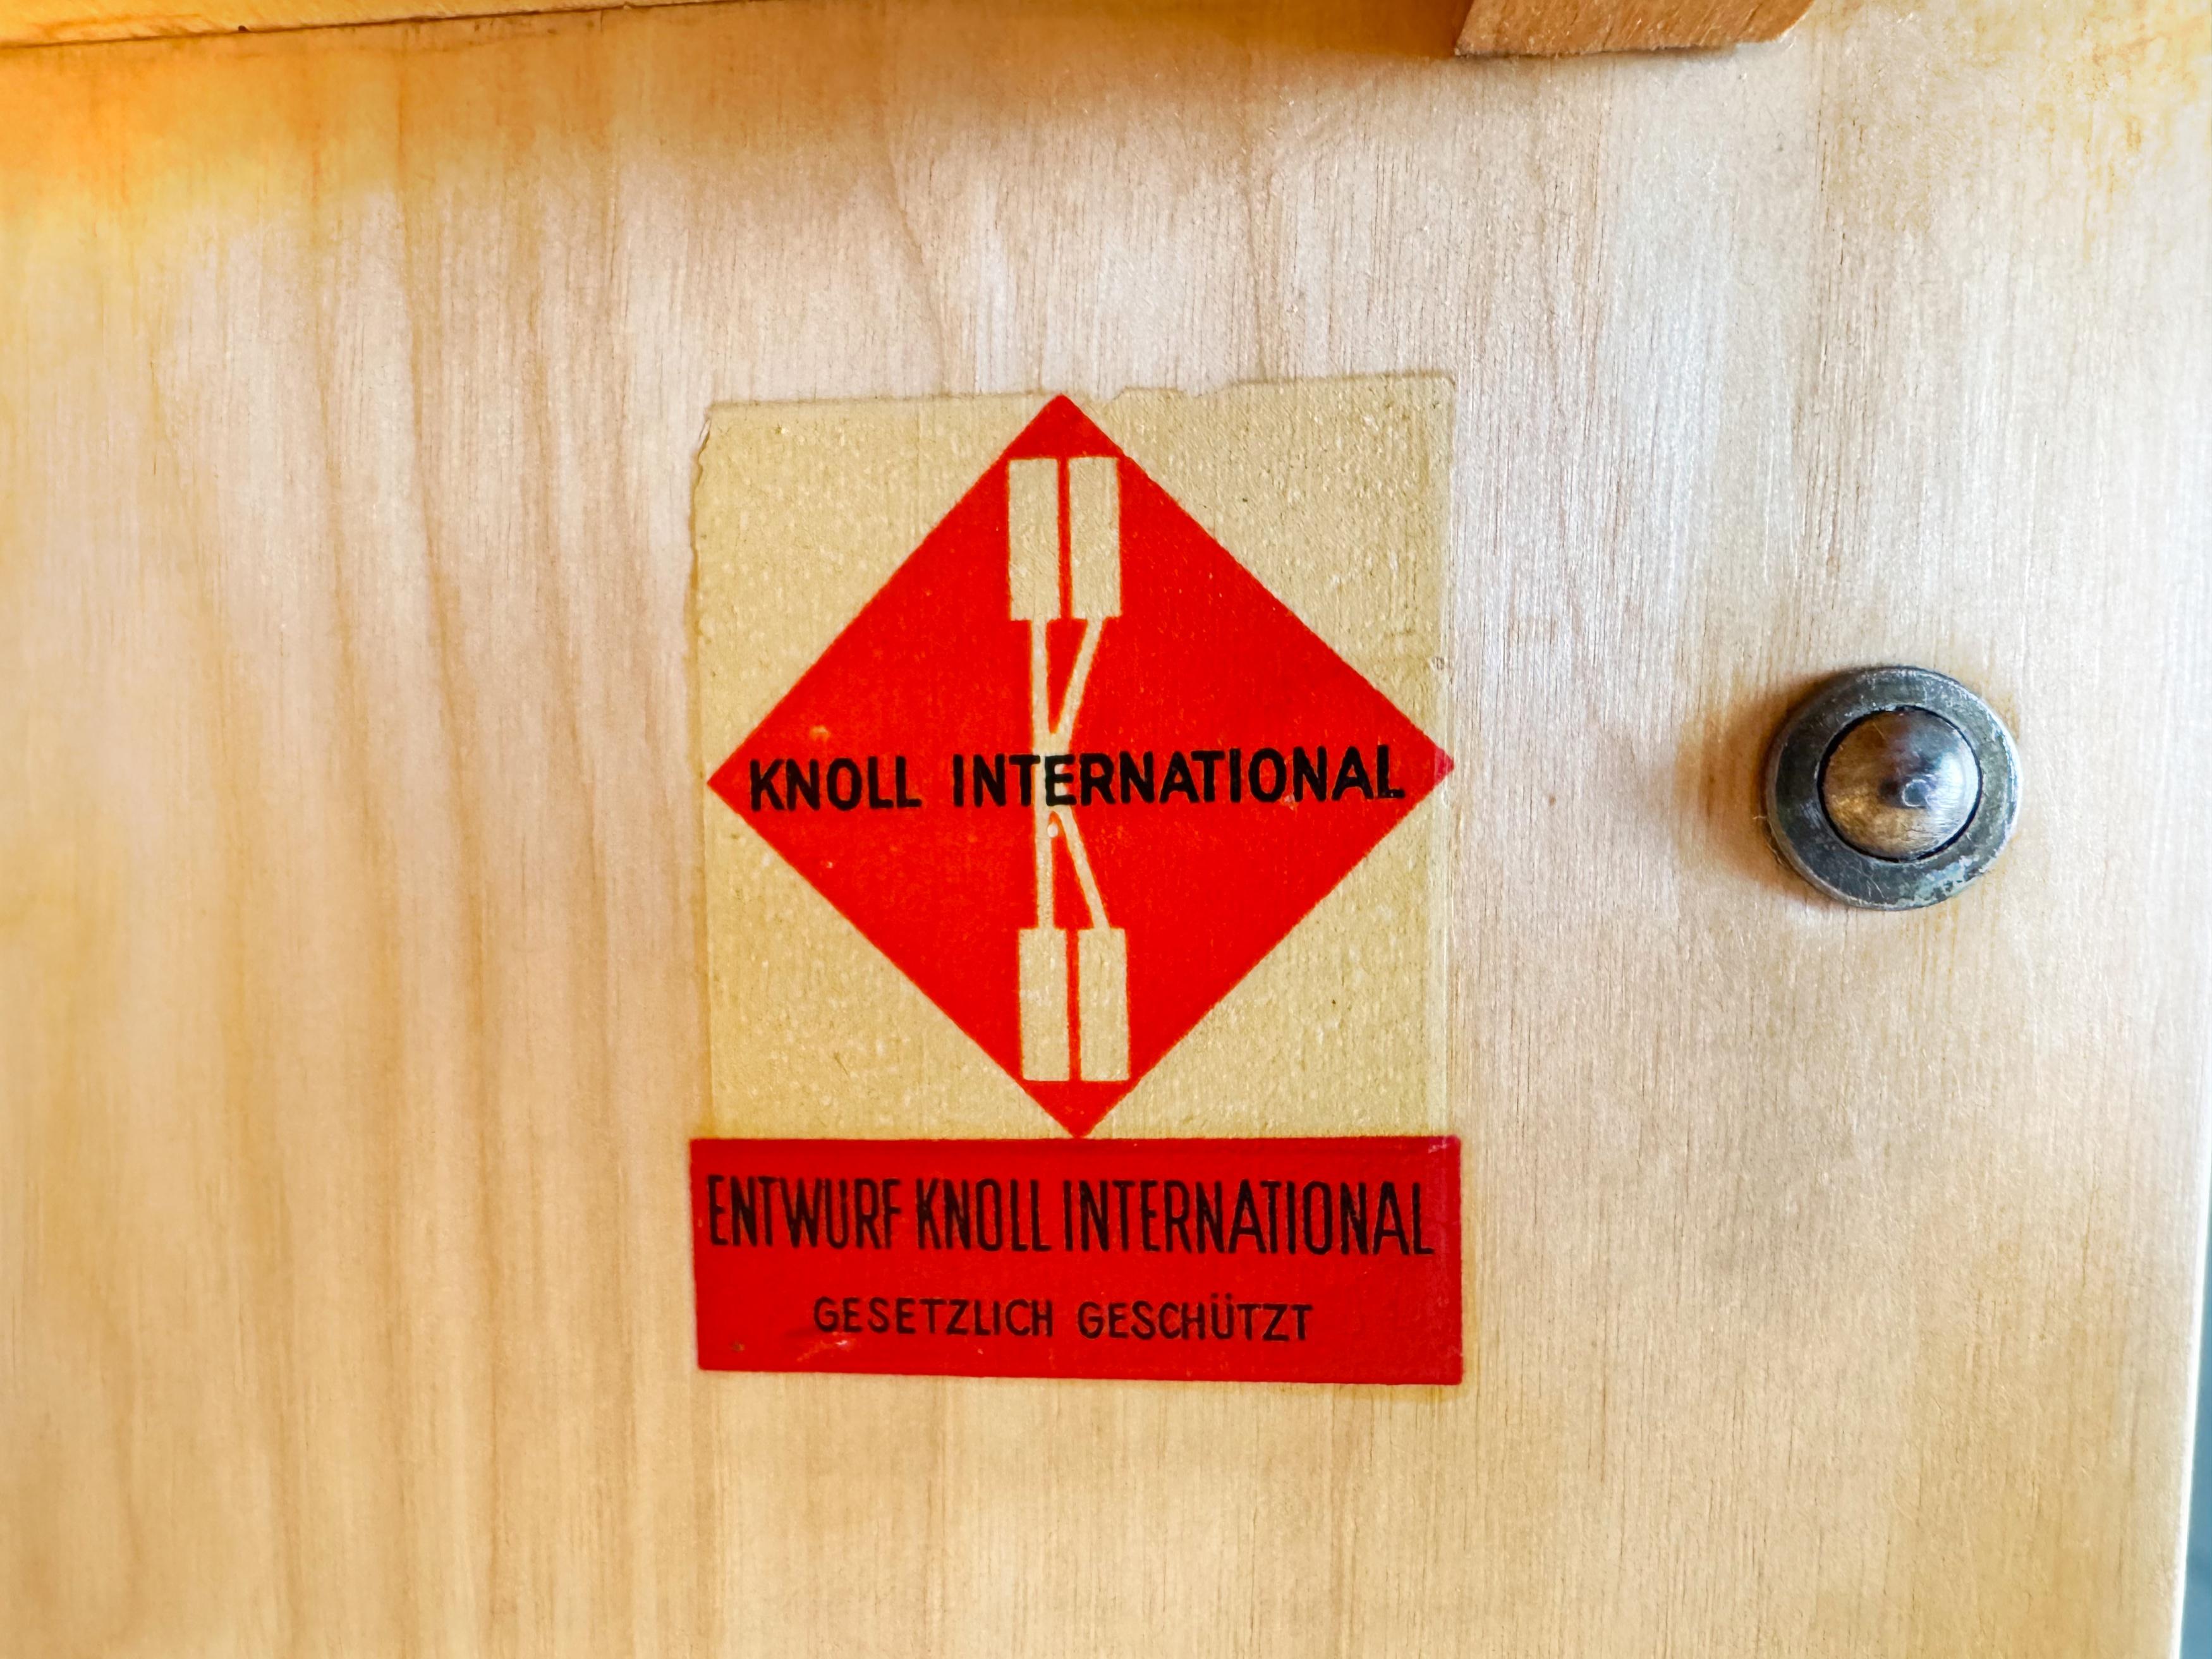 KNOLL INTERNATIONAL
ENTWURF KNOLL INTERNATIONAL
GESETZLICH GESCHÜTZT